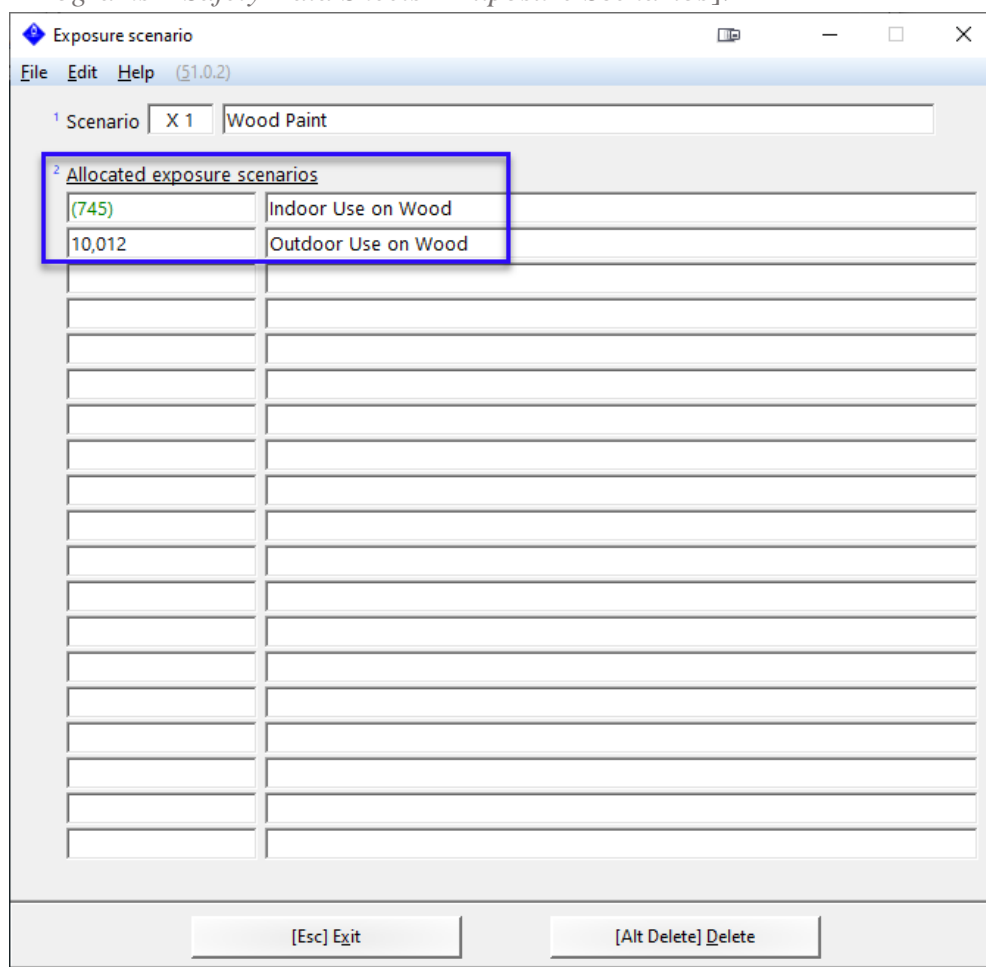 Exposure scenario
File Edit Help (51.0.2)
1 Scenario X 1 Wood Paint
2 Allocated exposure scenarios
(745) Indoor Use on Wood
10,012 Outdoor Use on Wood
[Esc] Exit [Alt Delete] Delete